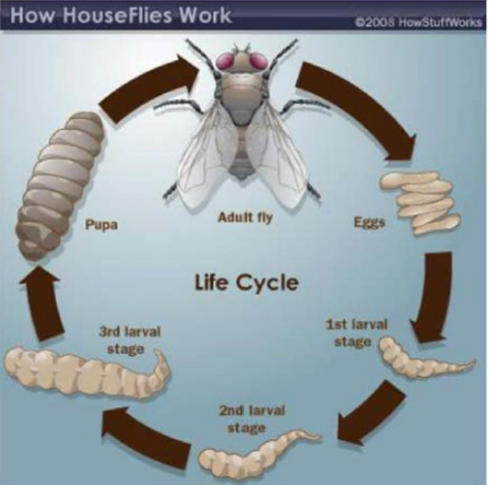 How HouseFlies Work
©2008 HowStuffWorks
Adult fly
Eggs
Pupa
Life Cycle
1st larval
stage
3rd larval
stage
2nd larval
stage